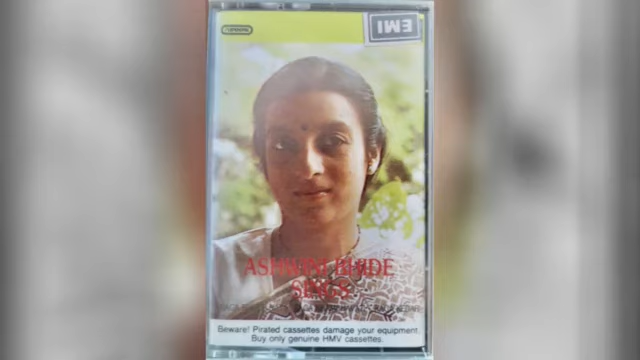 EMI
ASHWINI BHIDE
SINGS
Beware! Pirated cassettes damage your equipment.
Buy only genuine HMV cassettes.